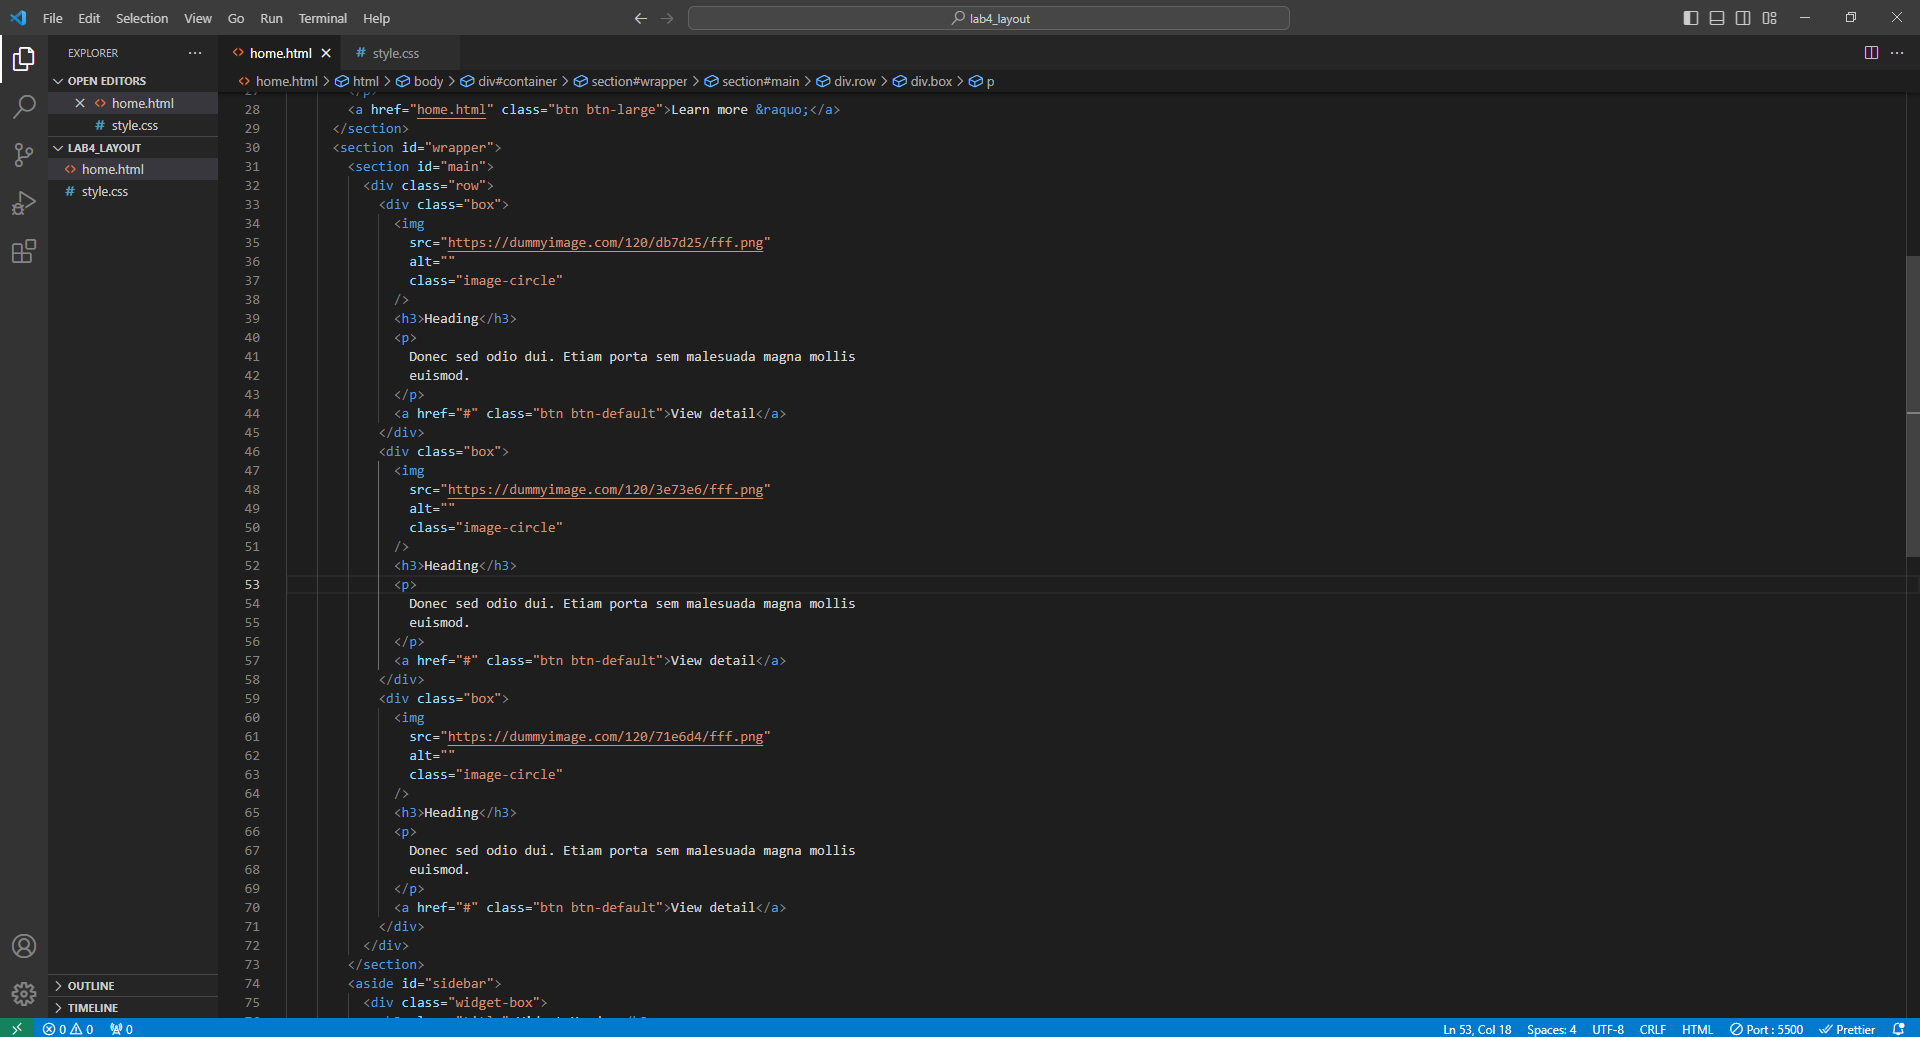 File Edit Selection View Go Run Terminal Help
lab4_layout
EXPLORER
OPEN EDITORS
home.html
style.css
LAB4_LAYOUT
home.html
style.css
OUTLINE
TIMELINE
home.html
style.css
home.html > html > body > div#container > section#wrapper > section#main > div.row > div.box > p
27 </p>
28 <a href="home.html" class="btn btn-large">Learn more &raquo;</a>
29 </section>
30 <section id="wrapper">
31 <section id="main">
32 <div class="row">
33 <div class="box">
34 <img
35 src="https://dummyimage.com/120/db7d25/fff.png"
36 alt=""
37 class="image-circle"
38 />
39 <h3>Heading</h3>
40 <p>
41 Donec sed odio dui. Etiam porta sem malesuada magna mollis
42 euismod.
43 </p>
44 <a href="#" class="btn btn-default">View detail</a>
45 </div>
46 <div class="box">
47 <img
48 src="https://dummyimage.com/120/3e73e6/fff.png"
49 alt=""
50 class="image-circle"
51 />
52 <h3>Heading</h3>
53 <p>
54 Donec sed odio dui. Etiam porta sem malesuada magna mollis
55 euismod.
56 </p>
57 <a href="#" class="btn btn-default">View detail</a>
58 </div>
59 <div class="box">
60 <img
61 src="https://dummyimage.com/120/71e6d4/fff.png"
62 alt=""
63 class="image-circle"
64 />
65 <h3>Heading</h3>
66 <p>
67 Donec sed odio dui. Etiam porta sem malesuada magna mollis
68 euismod.
69 </p>
70 <a href="#" class="btn btn-default">View detail</a>
71 </div>
72 </div>
73 </section>
74 <aside id="sidebar">
75 <div class="widget-box">
0 0 0 Ln 53, Col 18 Spaces: 4 UTF-8 CRLF HTML Port : 5500 Prettier